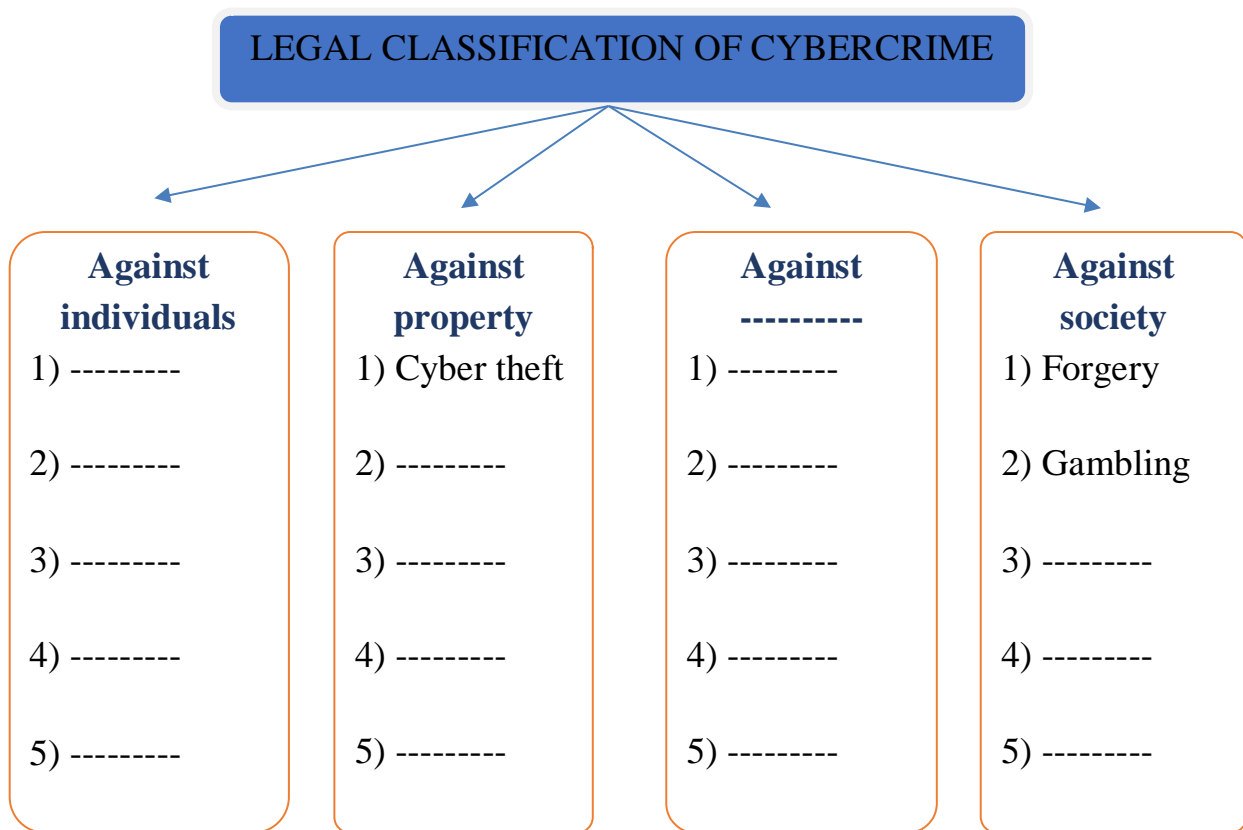 LEGAL CLASSIFICATION OF CYBERCRIME
Against
individuals
1) ---------
2) ---------
3) ---------
4) ---------
5) ---------
Against
property
1) Cyber theft
2) ---------
3) ---------
4) ---------
5) ---------
Against
----------
1) ---------
2) ---------
3) ---------
4) ---------
5) ---------
Against
society
1) Forgery
2) Gambling
3) ---------
4) ---------
5) ---------